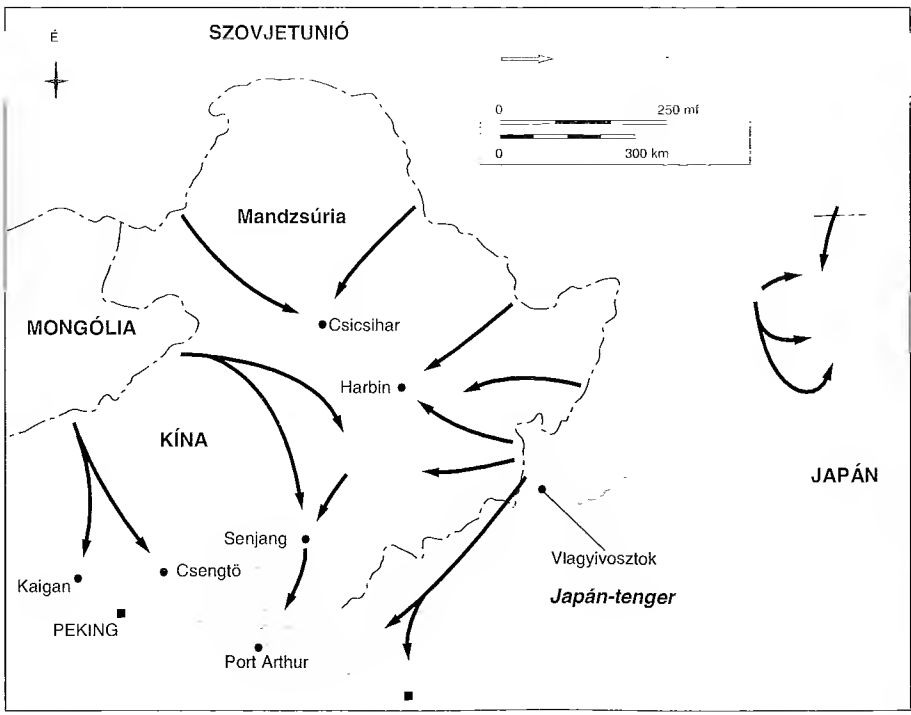 SZOVJETUNIÓ
É
0 250 mf
0 300 km
Mandzsúria
MONGÓLIA
Csicsihar
Harbin
KÍNA
JAPÁN
Senjang
Vlagyivosztok
Kaigan
Csengtö
Japán-tenger
PEKING
Port Arthur